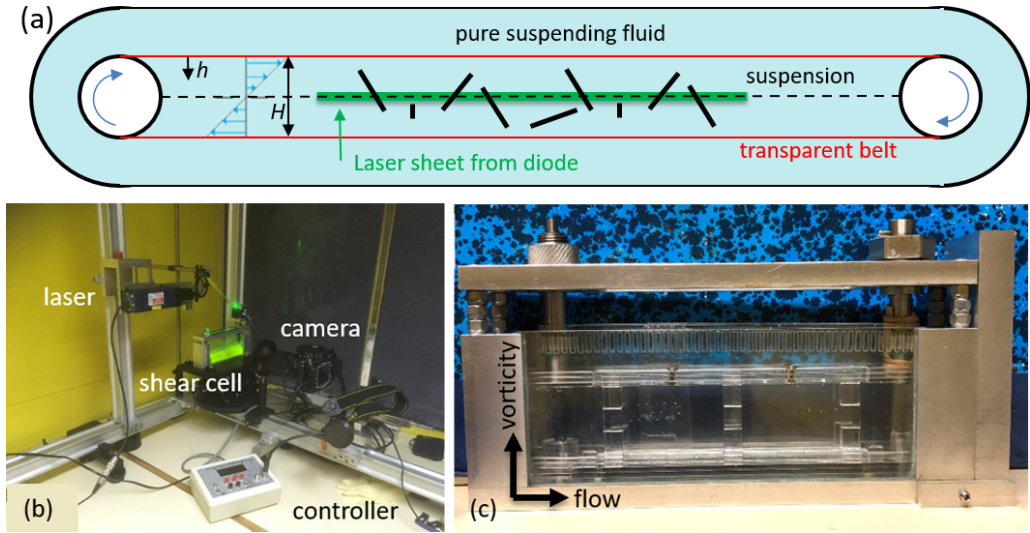 (a)
pure suspending fluid
h
H
suspension
Laser sheet from diode
transparent belt
laser
camera
shear cell
controller
(b)
vorticity
flow
(c)